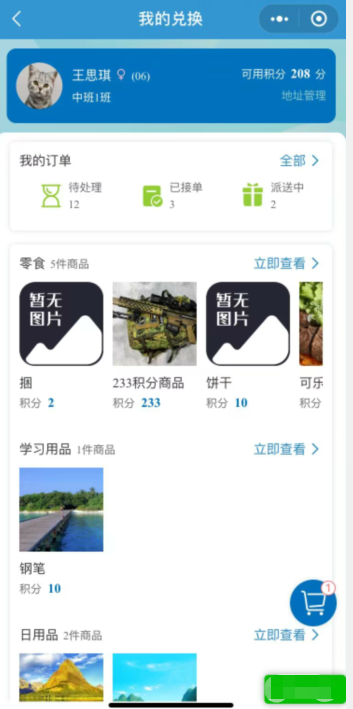 我的兑换
王思琪 (06)
可用积分 208 分
中班1班
地址管理
我的订单
全部
待处理
12
已接单
3
派送中
2
零食 5件商品
立即查看
暂无
图片
暂无
图片
捆
233积分商品
饼干
可乐
积分 2
积分 233
积分 10
积分
学习用品 1件商品
立即查看
钢笔
积分 10
1
日用品 2件商品
立即查看